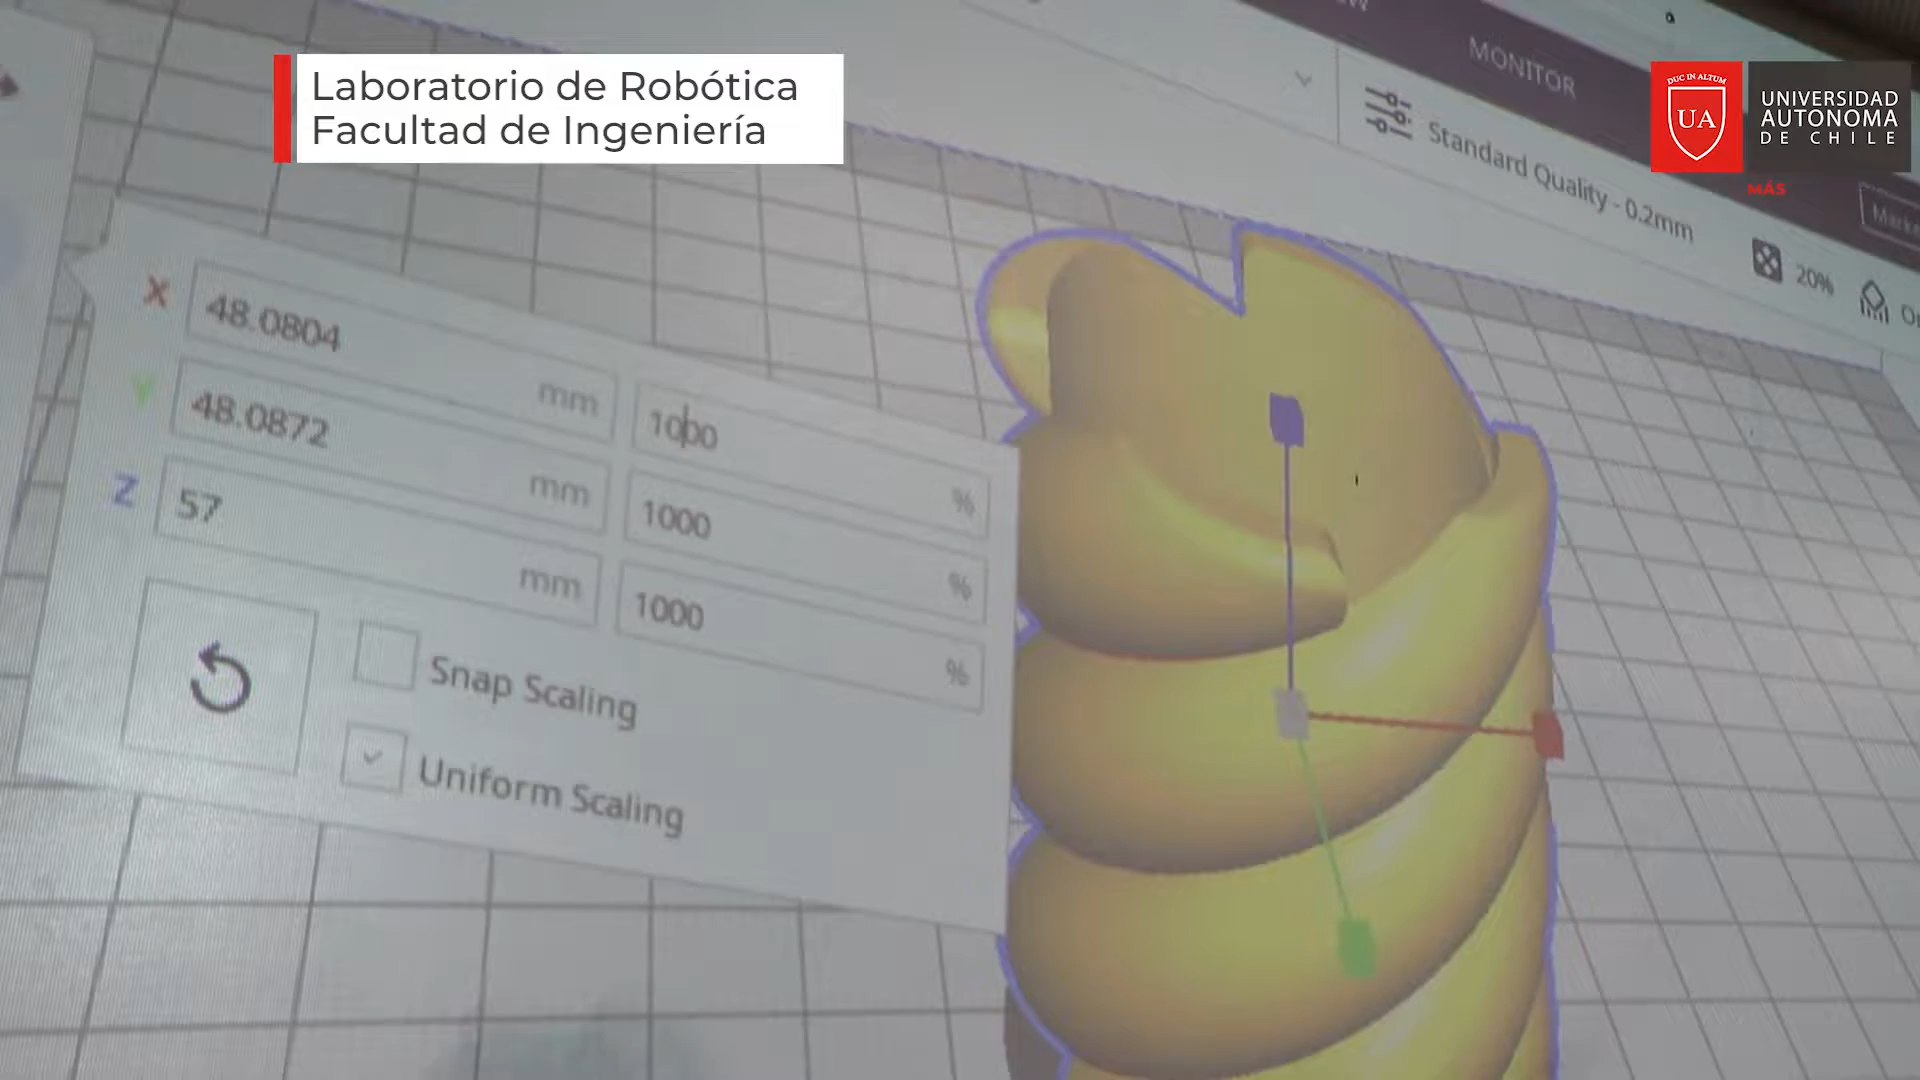 Laboratorio de Robótica
Facultad de Ingeniería
MONITOR
Standard Quality - 0.2mm
20%
DUC IN ALTUM
UA
UNIVERSIDAD
AUTONOMA
DE CHILE
MÁS
X
48.0804
mm
1000
%
Y
48.0872
mm
1000
%
Z
57
mm
1000
%
Snap Scaling
Uniform Scaling